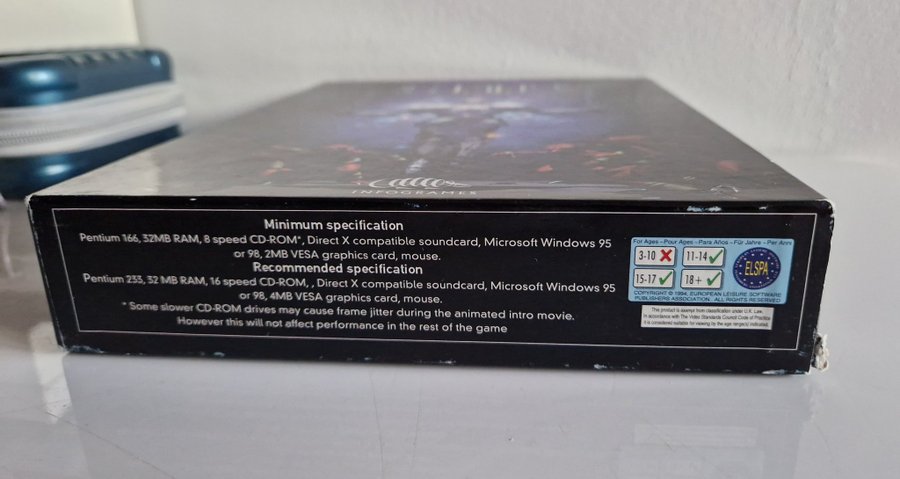 INFOGRAMES
Minimum specification
Pentium 166, 32MB RAM, 8 speed CD-ROM*, Direct X compatible soundcard, Microsoft Windows 95
or 98, 2MB VESA graphics card, mouse.
Recommended specification
Pentium 233, 32 MB RAM, 16 speed CD-ROM, , Direct X compatible soundcard, Microsoft Windows 95
or 98, 4MB VESA graphics card, mouse.
* Some slower CD-ROM drives may cause frame jitter during the animated intro movie.
However this will not affect performance in the rest of the game
For Ages - Pour Ages - Para Años - Für Jahre - Per Anni
3-10 11-14
15-17 18+
ELSPA
COPYRIGHT © 1994, EUROPEAN LEISURE SOFTWARE
PUBLISHERS ASSOCIATION. ALL RIGHTS RESERVED
This product is exempt from classification under U.K. Law.
In accordance with The Video Standards Council Code of Practice
it is considered suitable for viewing by the age range(s) indicated.